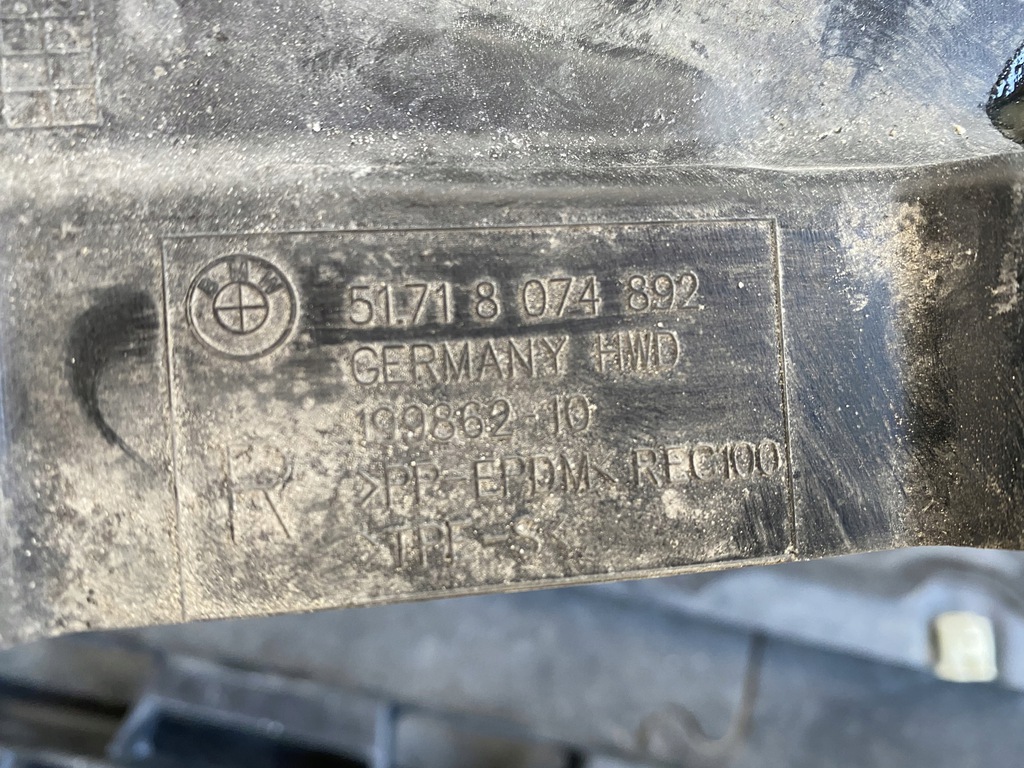 BMW
51.71 8 074 892
GERMANY HWD
199862-10
R >PP-EPDM< REC100